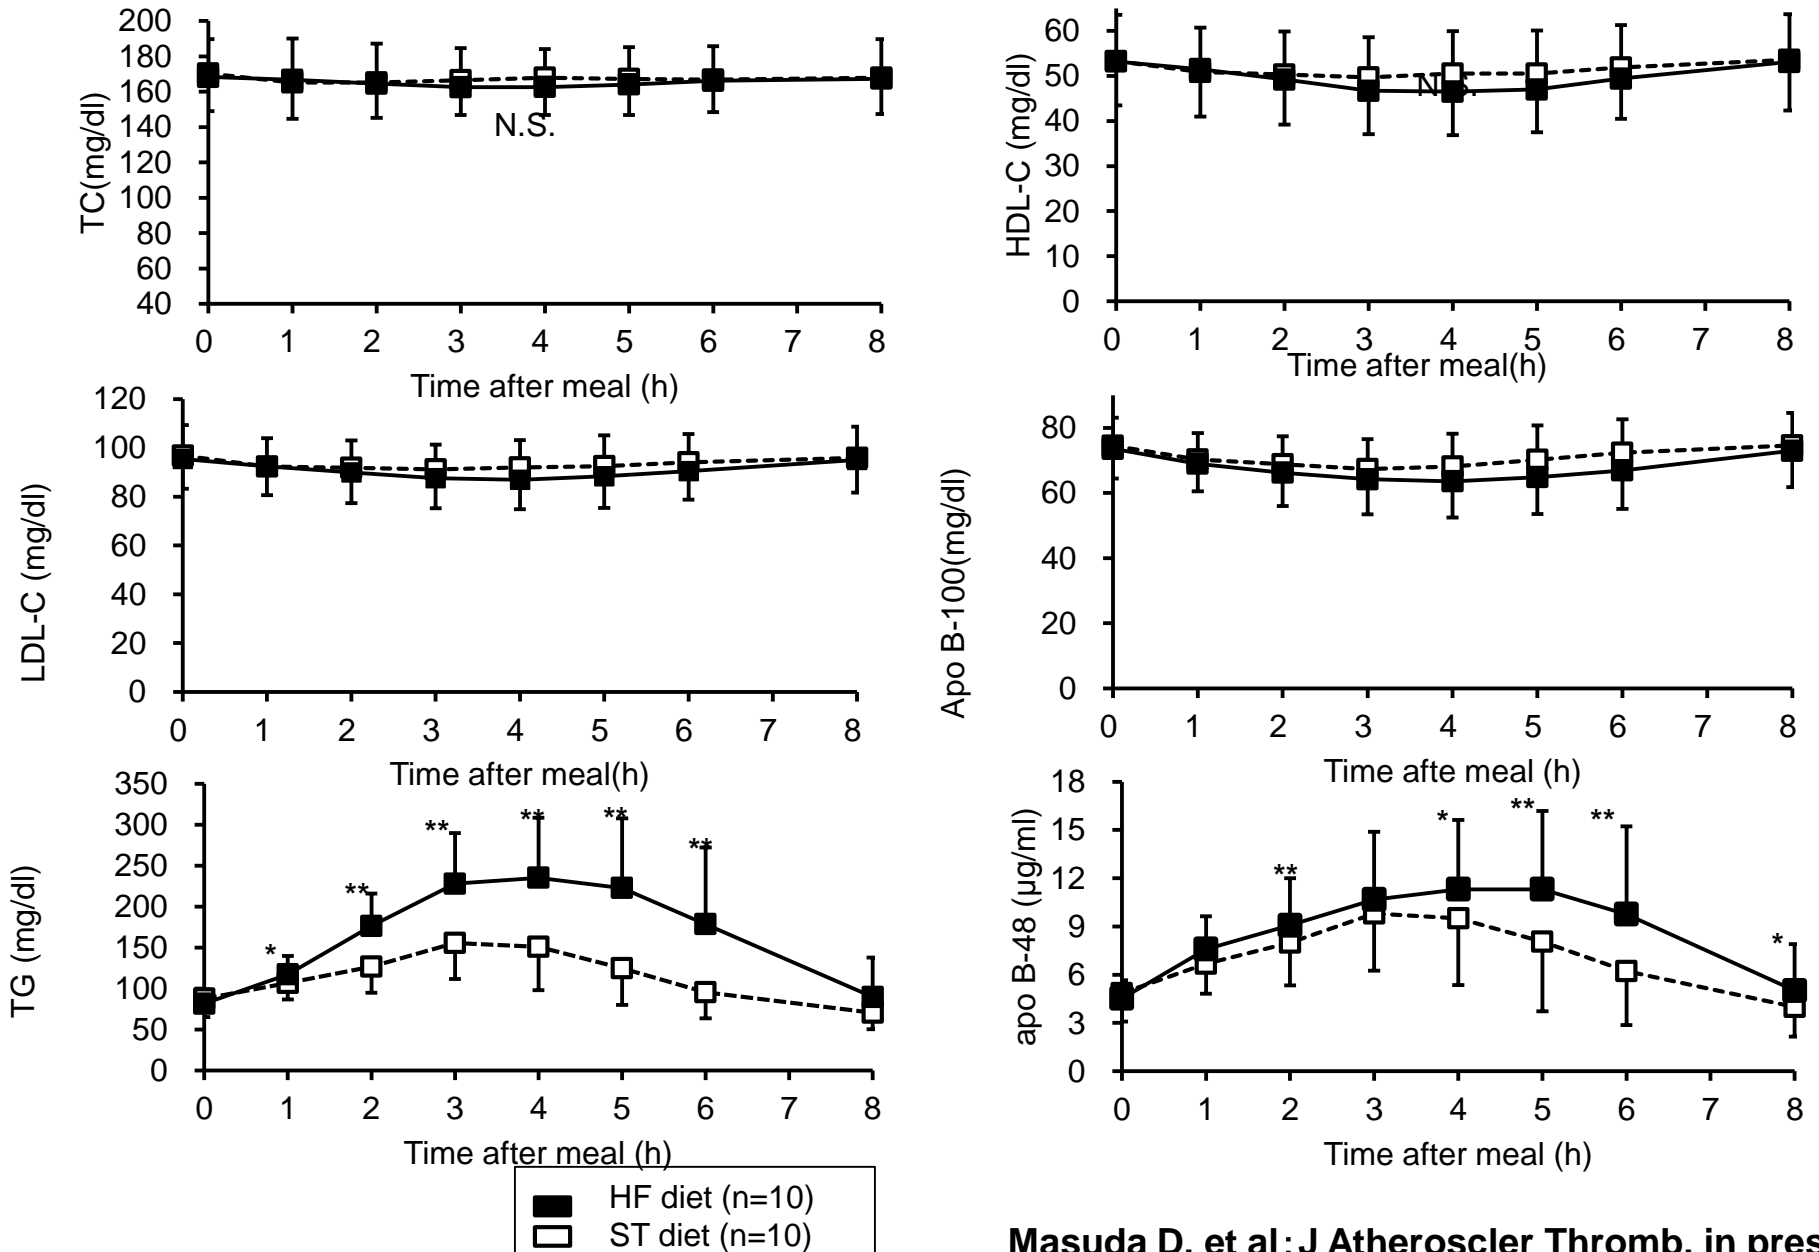 200
180
160
140
120
100
80
60
40
TC(mg/dl)
N.S.
0 1 2 3 4 5 6 7 8
Time after meal (h)
60
50
40
30
20
10
0
HDL-C (mg/dl)
N.S.
0 1 2 3 4 5 6 7 8
Time after meal(h)
120
100
80
60
40
20
0
LDL-C (mg/dl)
0 1 2 3 4 5 6 7 8
Time after meal(h)
80
60
40
20
0
Apo B-100(mg/dl)
0 1 2 3 4 5 6 7 8
Time afte meal (h)
350
300
250
200
150
100
50
0
TG (mg/dl)
* ** ** ** ** **
0 1 2 3 4 5 6 7 8
Time after meal (h)
18
15
12
9
6
3
0
apo B-48 (µg/ml)
** * ** ** *
0 1 2 3 4 5 6 7 8
Time after meal (h)
HF diet (n=10)
ST diet (n=10)
Masuda D, et al:J Atheroscler Thromb, in pres